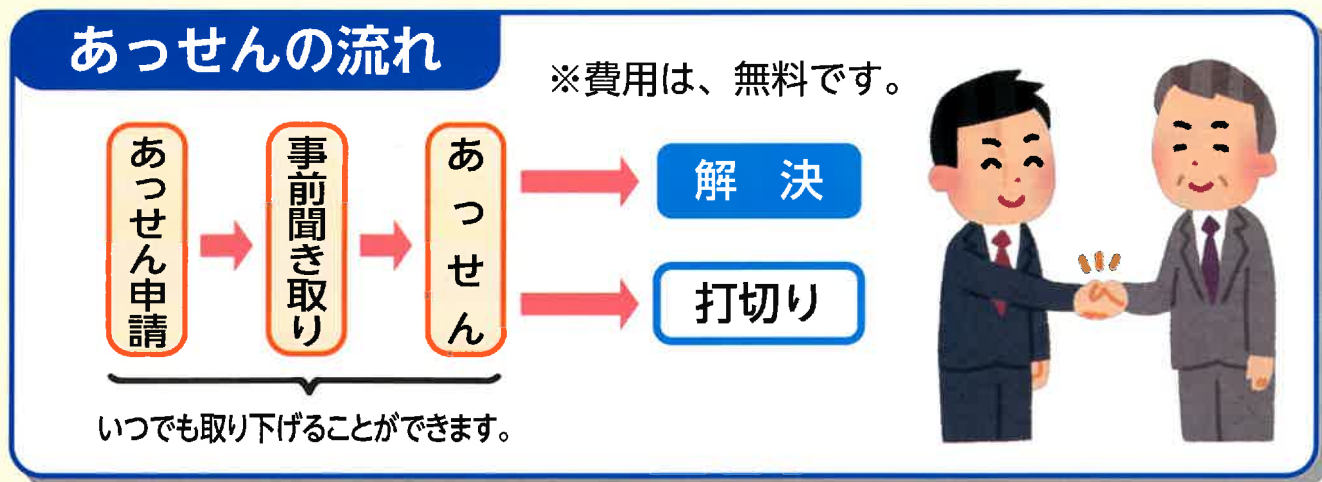 あっせんの流れ
※費用は、無料です。
あっせん申請
事前聞き取り
あっせん
解 決
打切り
いつでも取り下げることができます。